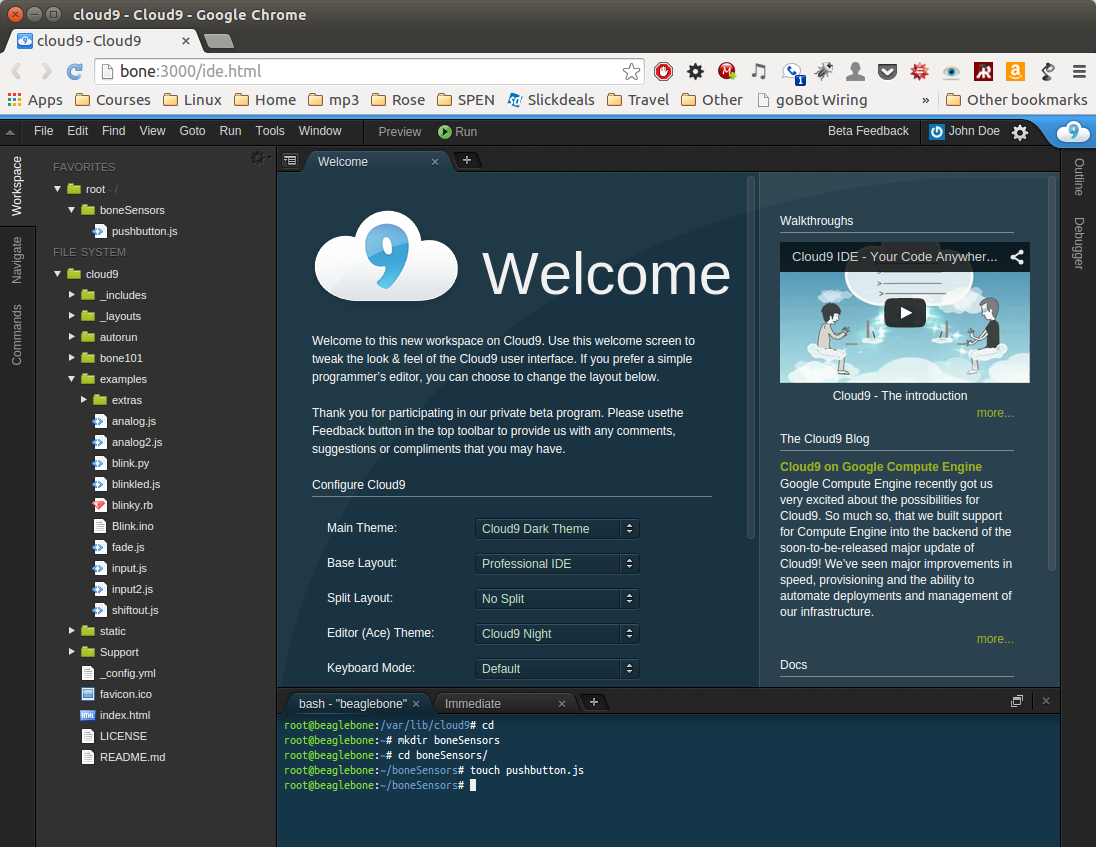 cloud9 - Cloud9 - Google Chrome
cloud9 - Cloud9
bone:3000/ide.html
1
Apps Courses Linux Home mp3 Rose SPEN Slickdeals Travel Other goBot Wiring » Other bookmarks
File Edit Find View Goto Run Tools Window Preview Run Beta Feedback John Doe
9
Workspace
Navigate
Commands
FAVORITES
root - /
boneSensors
pushbutton.js
FILE SYSTEM
cloud9
_includes
_layouts
autorun
bone101
examples
extras
analog.js
analog2.js
blink.py
blinkled.js
blinky.rb
Blink.ino
fade.js
input.js
input2.js
shiftout.js
static
Support
_config.yml
favicon.ico
HTML index.html
LICENSE
README.md
Welcome
9 Welcome
Welcome to this new workspace on Cloud9. Use this welcome screen to
tweak the look & feel of the Cloud9 user interface. If you prefer a simple
programmer's editor, you can choose to change the layout below.
Thank you for participating in our private beta program. Please usethe
Feedback button in the top toolbar to provide us with any comments,
suggestions or compliments that you may have.
Configure Cloud9
Main Theme: Cloud9 Dark Theme
Base Layout: Professional IDE
Split Layout: No Split
Editor (Ace) Theme: Cloud9 Night
Keyboard Mode: Default
Walkthroughs
Cloud9 IDE - Your Code Anywher...
Cloud9 - The introduction
more...
The Cloud9 Blog
Cloud9 on Google Compute Engine
Google Compute Engine recently got us
very excited about the possibilities for
Cloud9. So much so, that we built support
for Compute Engine into the backend of the
soon-to-be-released major update of
Cloud9! We've seen major improvements in
speed, provisioning and the ability to
automate deployments and management of
our infrastructure.
more...
Docs
Outline
Debugger
bash - "beaglebone" Immediate
root@beaglebone:/var/lib/cloud9# cd
root@beaglebone:~# mkdir boneSensors
root@beaglebone:~# cd boneSensors/
root@beaglebone:~/boneSensors# touch pushbutton.js
root@beaglebone:~/boneSensors#